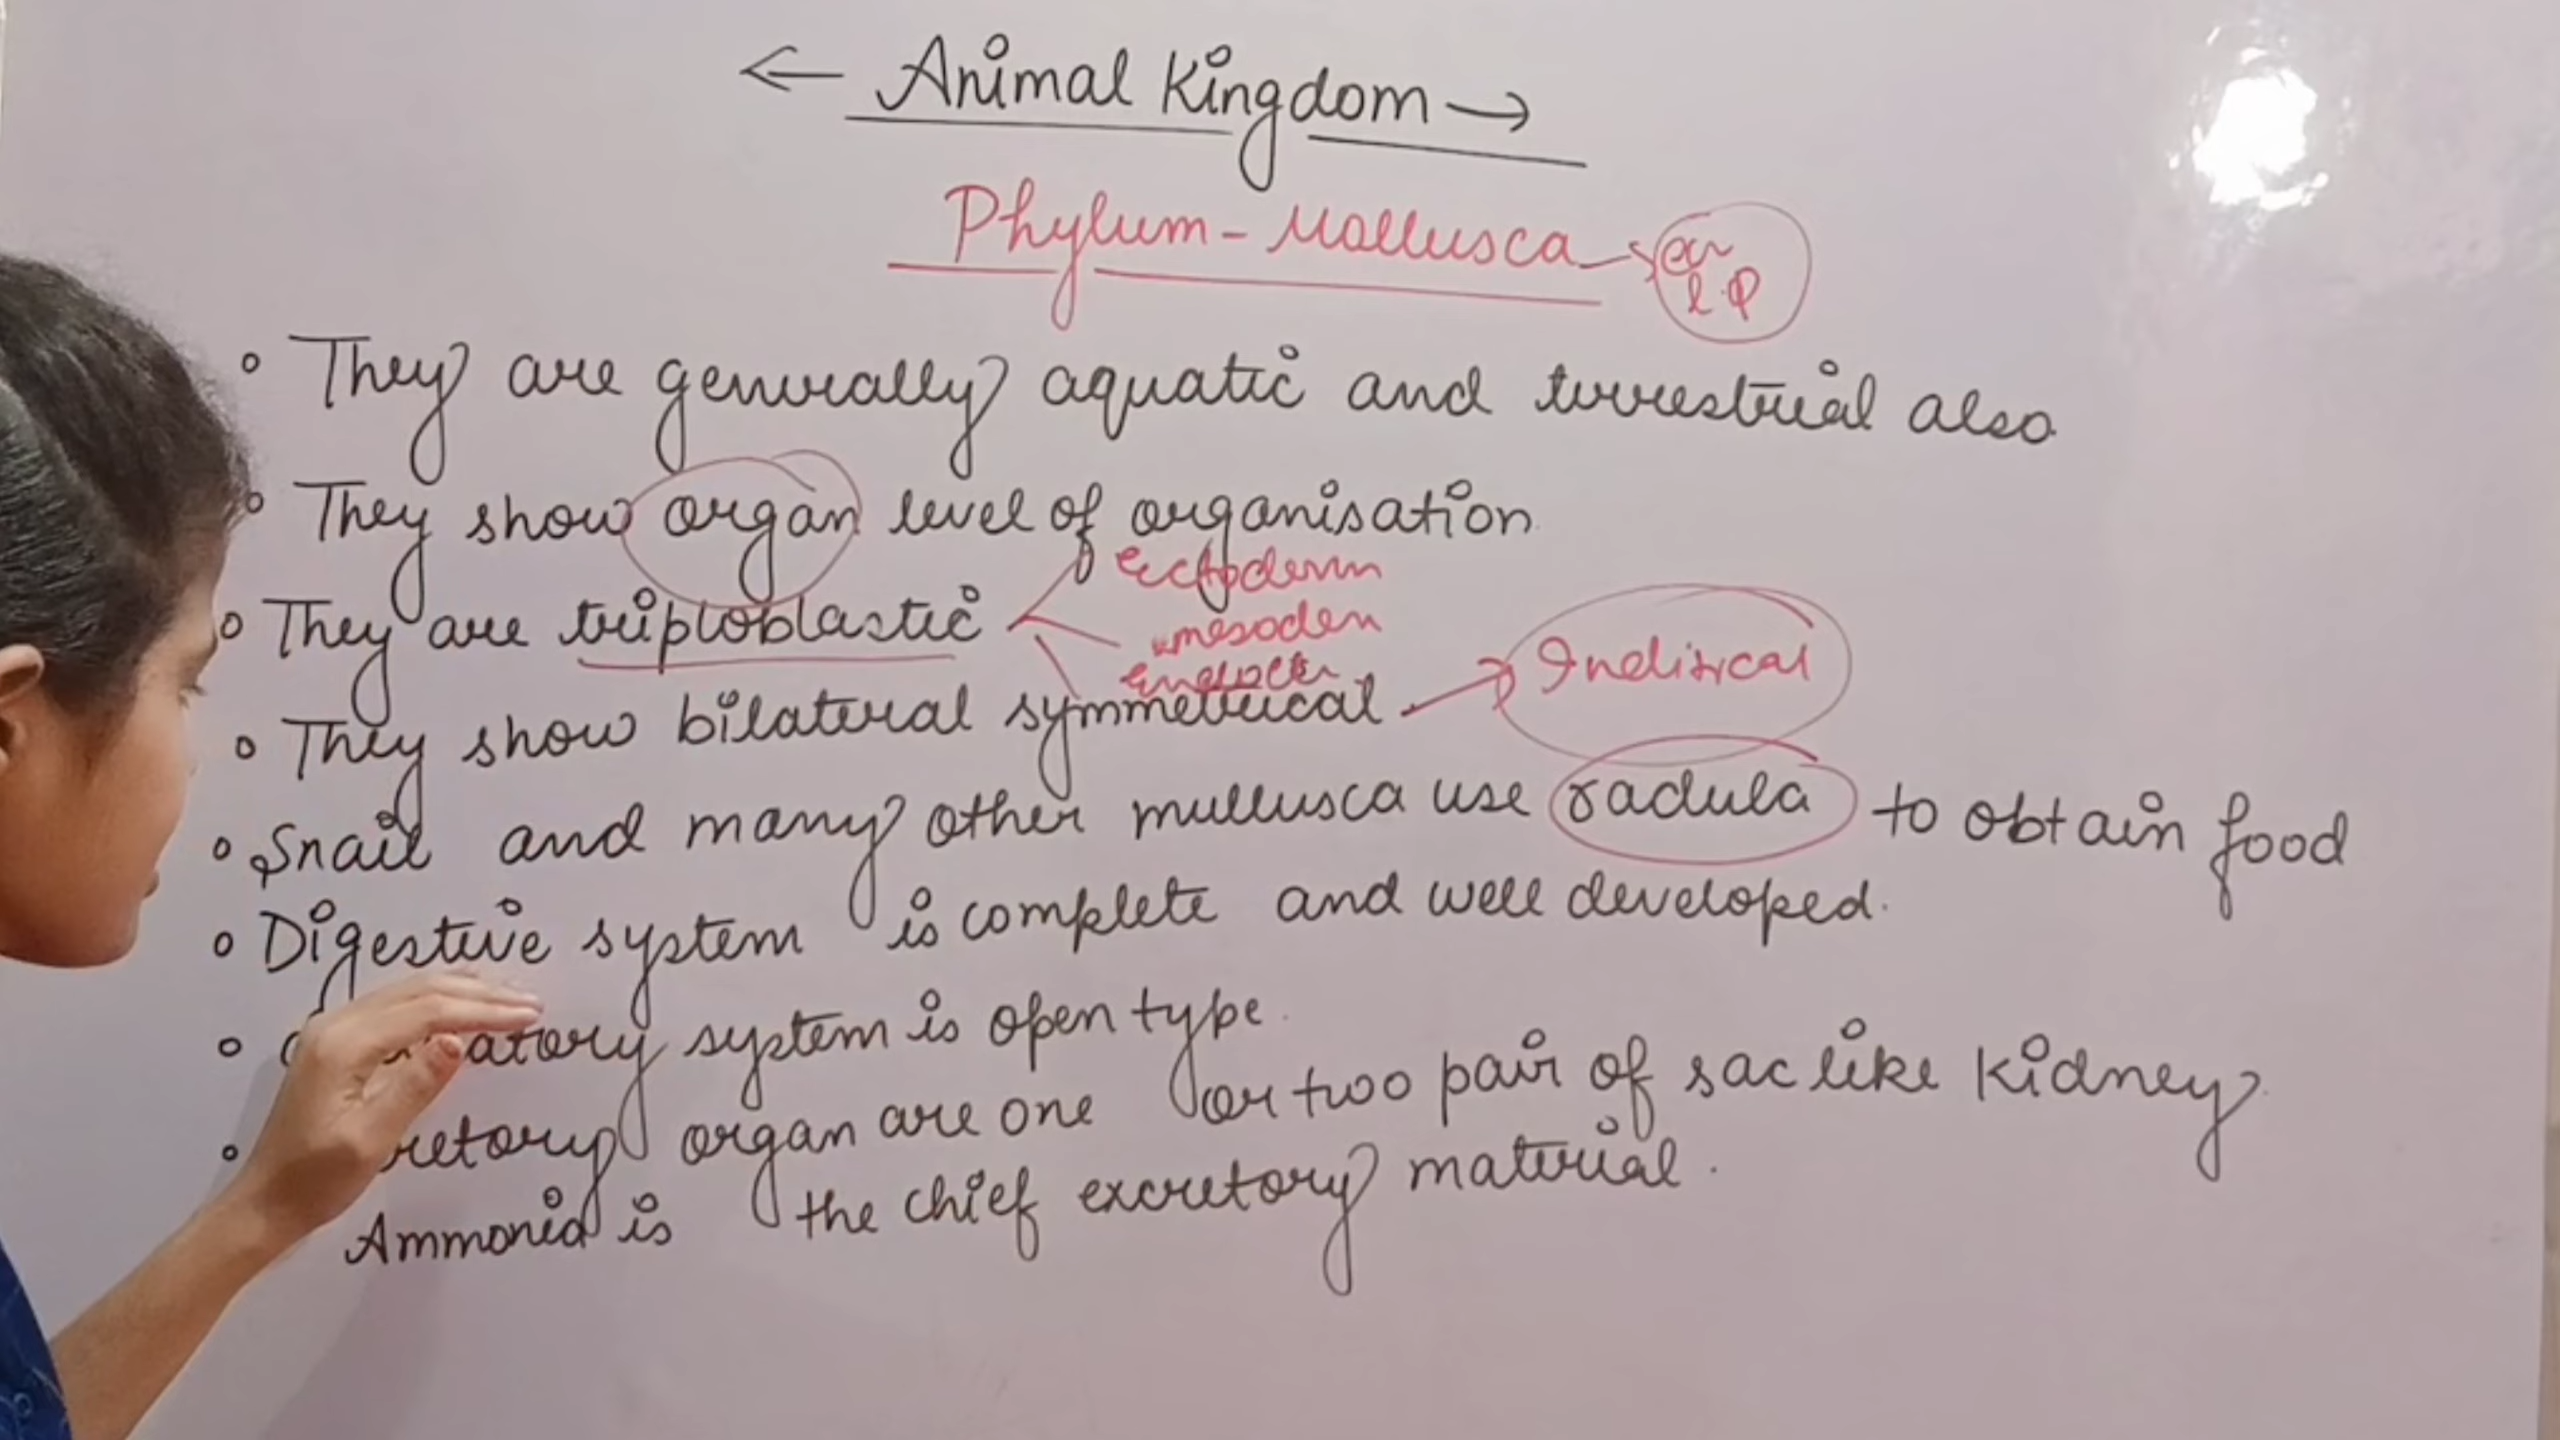 ← Animal Kingdom →
Phylum - Mollusca
• They are generally aquatic and terrestrial also
• They show organ level of organisation
ectoderm
• They are triploblastic
mesoderm
• They show bilateral symmetrical →
• Snail and many other mullusca use radula to obtain food
• Digestive system is complete and well developed.
• system is open type.
• organ are one or two pair of sac like kidney
Ammonia is the chief excretory material.